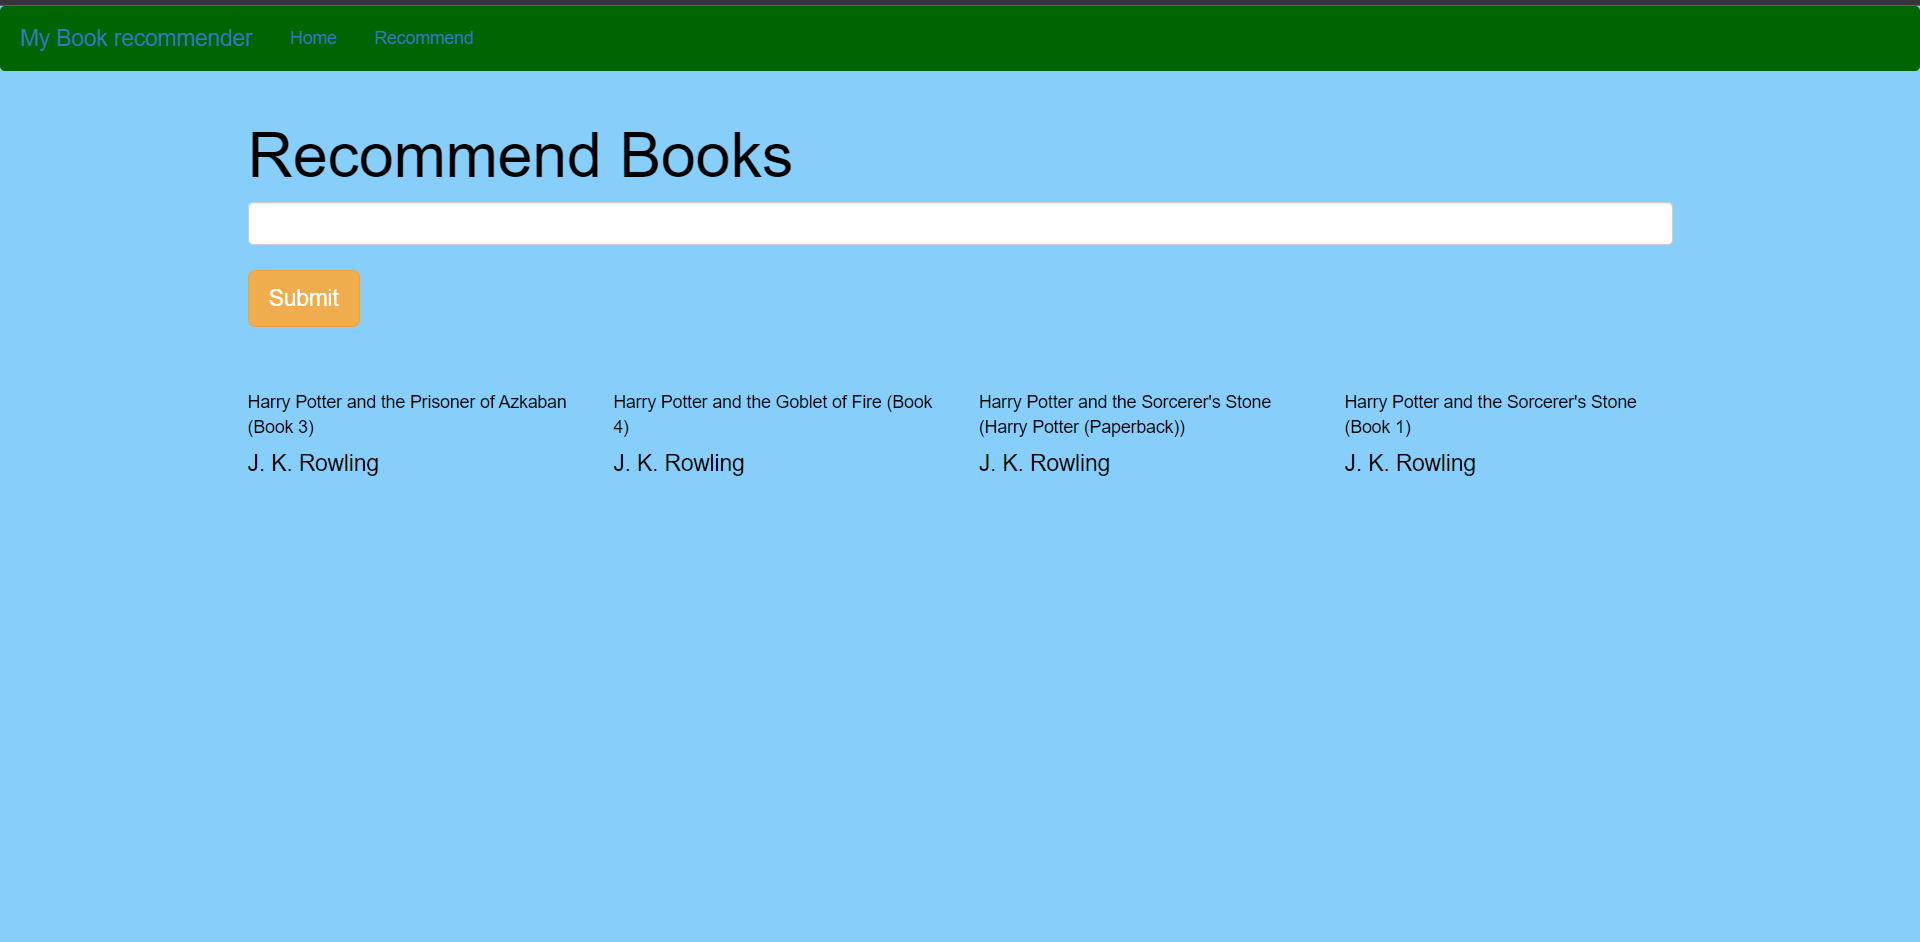 My Book recommender Home Recommend
Recommend Books
Submit
Harry Potter and the Prisoner of Azkaban
(Book 3)
J. K. Rowling
Harry Potter and the Goblet of Fire (Book
4)
J. K. Rowling
Harry Potter and the Sorcerer's Stone
(Harry Potter (Paperback))
J. K. Rowling
Harry Potter and the Sorcerer's Stone
(Book 1)
J. K. Rowling